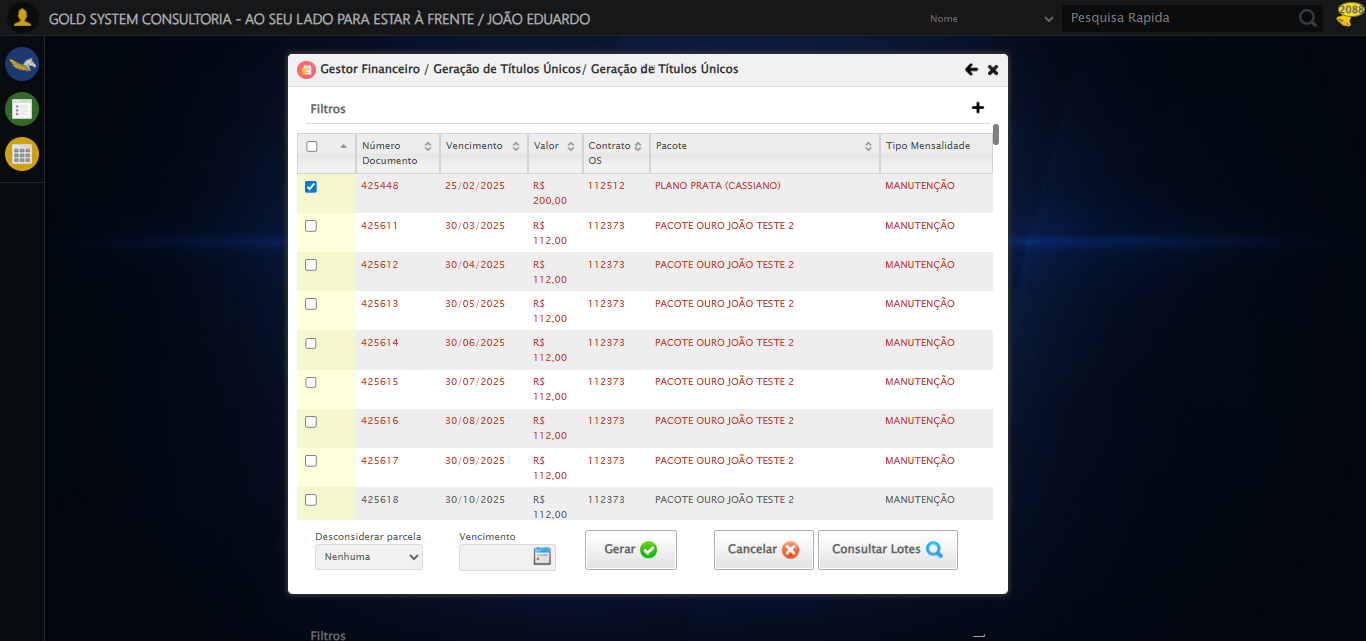 GOLD SYSTEM CONSULTORIA - AO SEU LADO PARA ESTAR À FRENTE / JOÃO EDUARDO
Nome
Pesquisa Rapida
2088
Gestor Financeiro / Geração de Títulos Únicos/ Geração de Títulos Únicos
Filtros
Número Documento Vencimento Valor Contrato OS Pacote Tipo Mensalidade
425448 25/02/2025 R$ 200,00 112512 PLANO PRATA (CASSIANO) MANUTENÇÃO
425611 30/03/2025 R$ 112,00 112373 PACOTE OURO JOÃO TESTE 2 MANUTENÇÃO
425612 30/04/2025 R$ 112,00 112373 PACOTE OURO JOÃO TESTE 2 MANUTENÇÃO
425613 30/05/2025 R$ 112,00 112373 PACOTE OURO JOÃO TESTE 2 MANUTENÇÃO
425614 30/06/2025 R$ 112,00 112373 PACOTE OURO JOÃO TESTE 2 MANUTENÇÃO
425615 30/07/2025 R$ 112,00 112373 PACOTE OURO JOÃO TESTE 2 MANUTENÇÃO
425616 30/08/2025 R$ 112,00 112373 PACOTE OURO JOÃO TESTE 2 MANUTENÇÃO
425617 30/09/2025 R$ 112,00 112373 PACOTE OURO JOÃO TESTE 2 MANUTENÇÃO
425618 30/10/2025 R$ 112,00 112373 PACOTE OURO JOÃO TESTE 2 MANUTENÇÃO
Desconsiderar parcela
Nenhuma
Vencimento
Gerar
Cancelar
Consultar Lotes
Filtros